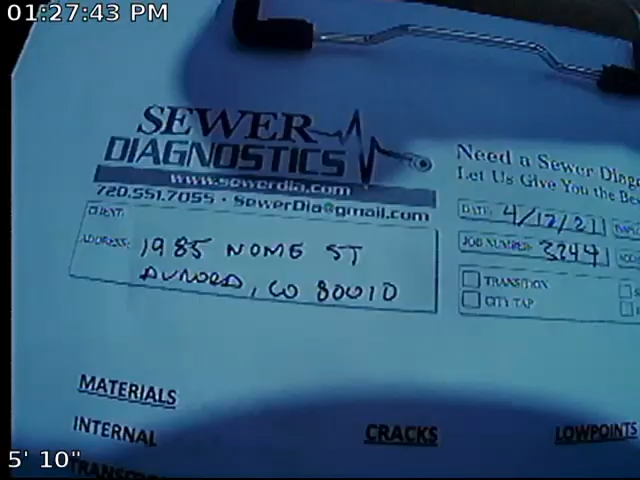 01:27:43 PM
SEWER
DIAGNOSTICS
www.sewerdia.com
720.551.7055 • SewerDia@gmail.com
Need a Sewer Diag
Let Us Give You the Be
CLIENT:
ADDRESS: 1985 NOME ST
AURORA, CO 80010
DATE: 4/12/21
JOB NUMBER: 32441
TRANSITION
CITY TAP
MATERIALS
INTERNAL
CRACKS
LOWPOINTS
5' 10"